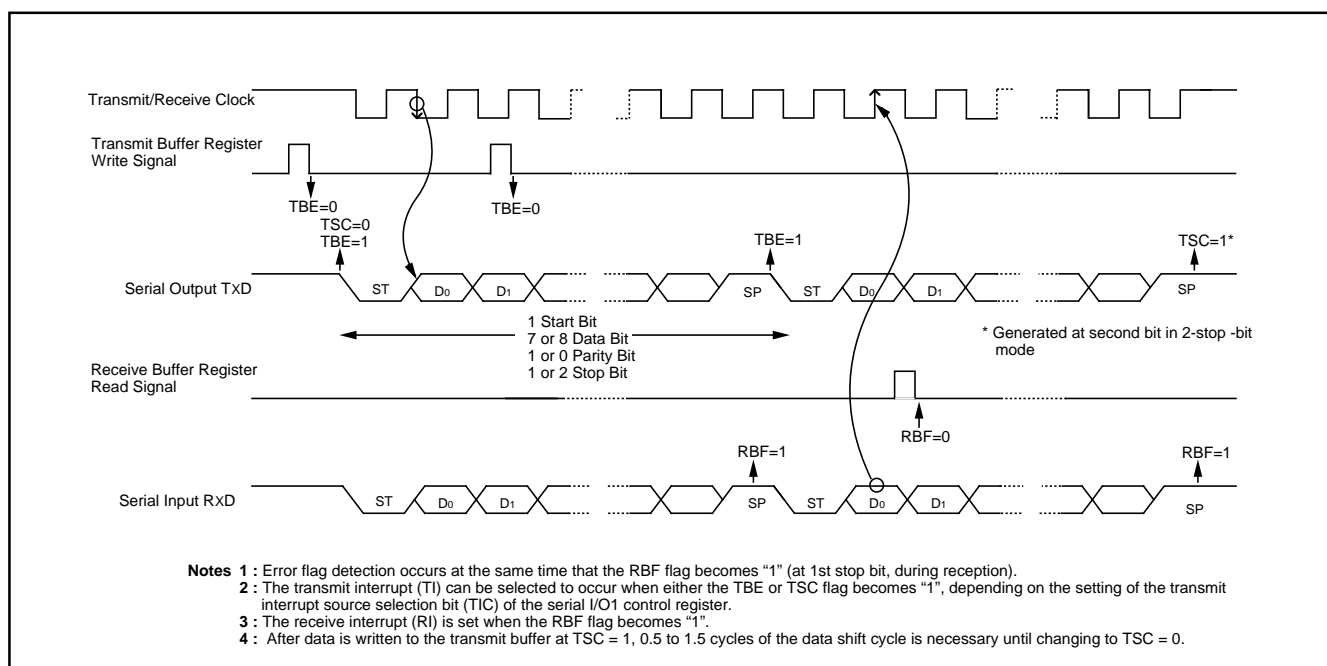 Transmit/Receive Clock
Transmit Buffer Register
Write Signal
TBE=0
TBE=0
TSC=0
TBE=1
TBE=1
TSC=1*
Serial Output TXD
ST
D0
D1
SP
ST
D0
D1
SP
1 Start Bit
7 or 8 Data Bit
1 or 0 Parity Bit
1 or 2 Stop Bit
* Generated at second bit in 2-stop -bit
mode
Receive Buffer Register
Read Signal
RBF=0
RBF=1
RBF=1
Serial Input RXD
ST
D0
D1
SP
ST
D0
D1
SP
Notes 1 : Error flag detection occurs at the same time that the RBF flag becomes “1” (at 1st stop bit, during reception).
2 : The transmit interrupt (TI) can be selected to occur when either the TBE or TSC flag becomes “1”, depending on the setting of the transmit
interrupt source selection bit (TIC) of the serial I/O1 control register.
3 : The receive interrupt (RI) is set when the RBF flag becomes “1”.
4 : After data is written to the transmit buffer at TSC = 1, 0.5 to 1.5 cycles of the data shift cycle is necessary until changing to TSC = 0.